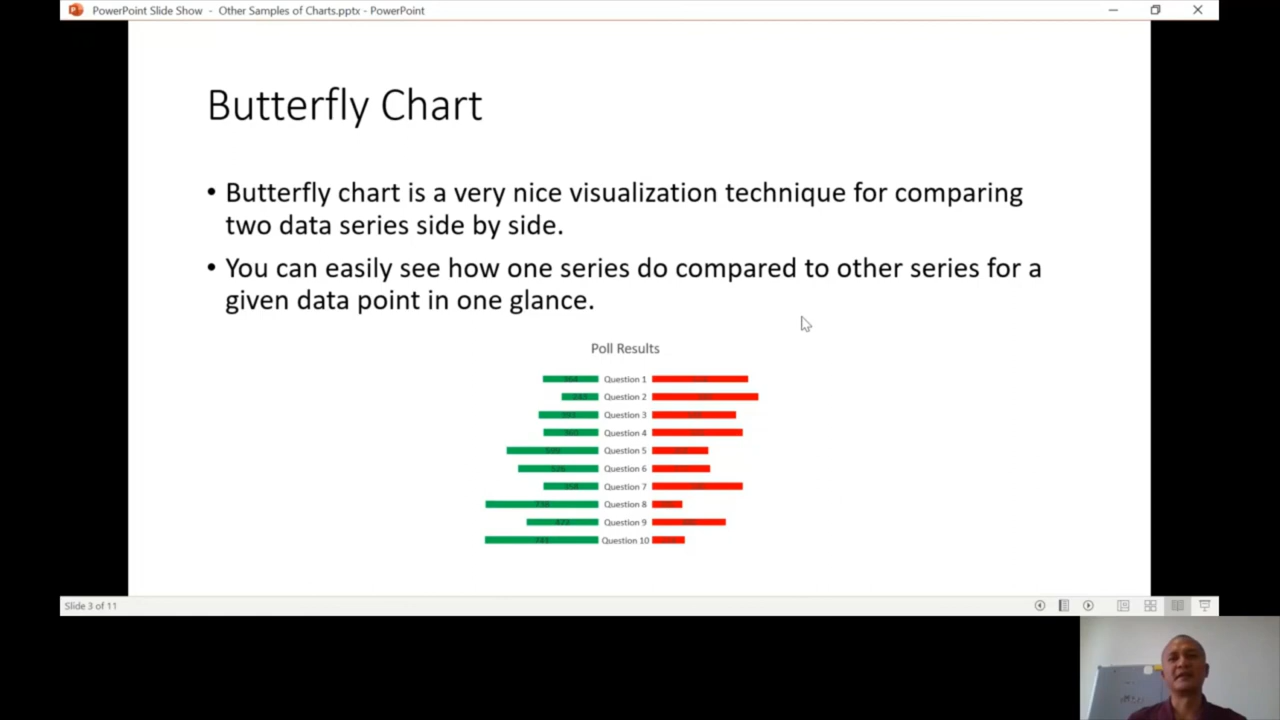 PowerPoint Slide Show - Other Samples of Charts.pptx - PowerPoint
Butterfly Chart
• Butterfly chart is a very nice visualization technique for comparing
two data series side by side.
• You can easily see how one series do compared to other series for a
given data point in one glance.
Poll Results
Question 1
Question 2
Question 3
Question 4
Question 5
526 Question 6
Question 7
Question 8
Question 9
Question 10
Slide 3 of 11